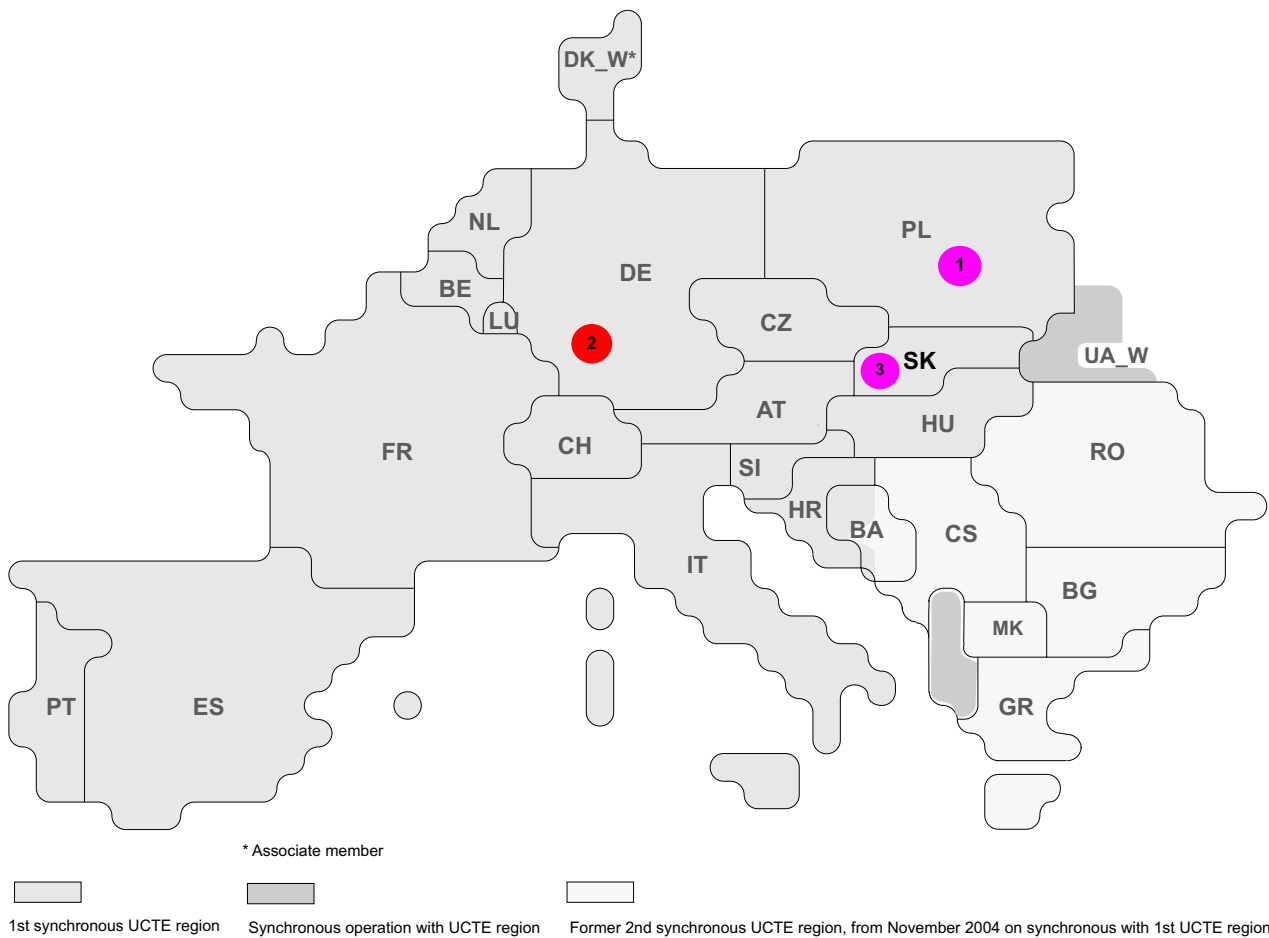 DK_W*
NL
PL
DE
1
BE
LU
CZ
2
UA_W
SK
3
AT
HU
FR
CH
RO
SI
HR
BA
CS
IT
BG
MK
PT
ES
GR
* Associate member
1st synchronous UCTE region
Synchronous operation with UCTE region
Former 2nd synchronous UCTE region, from November 2004 on synchronous with 1st UCTE region